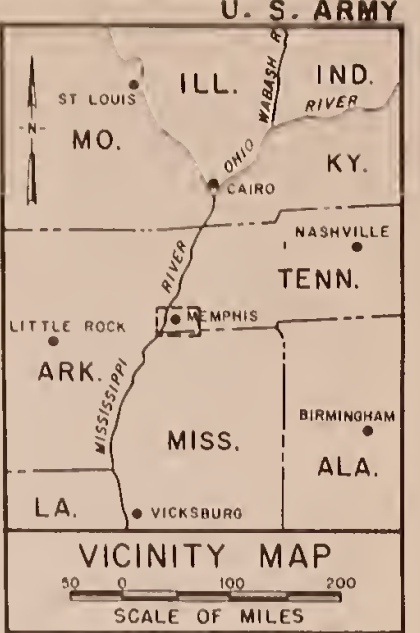 U. S. ARMY
ILL.
IND.
WABASH R
ST LOUIS
RIVER
-N-
MO.
OHIO
KY.
CAIRO
NASHVILLE
RIVER
TENN.
MEMPHIS
LITTLE ROCK
ARK.
MISSISSIPPI
BIRMINGHAM
MISS.
ALA.
LA.
VICKSBURG
VICINITY MAP
50 0 100 200
SCALE OF MILES